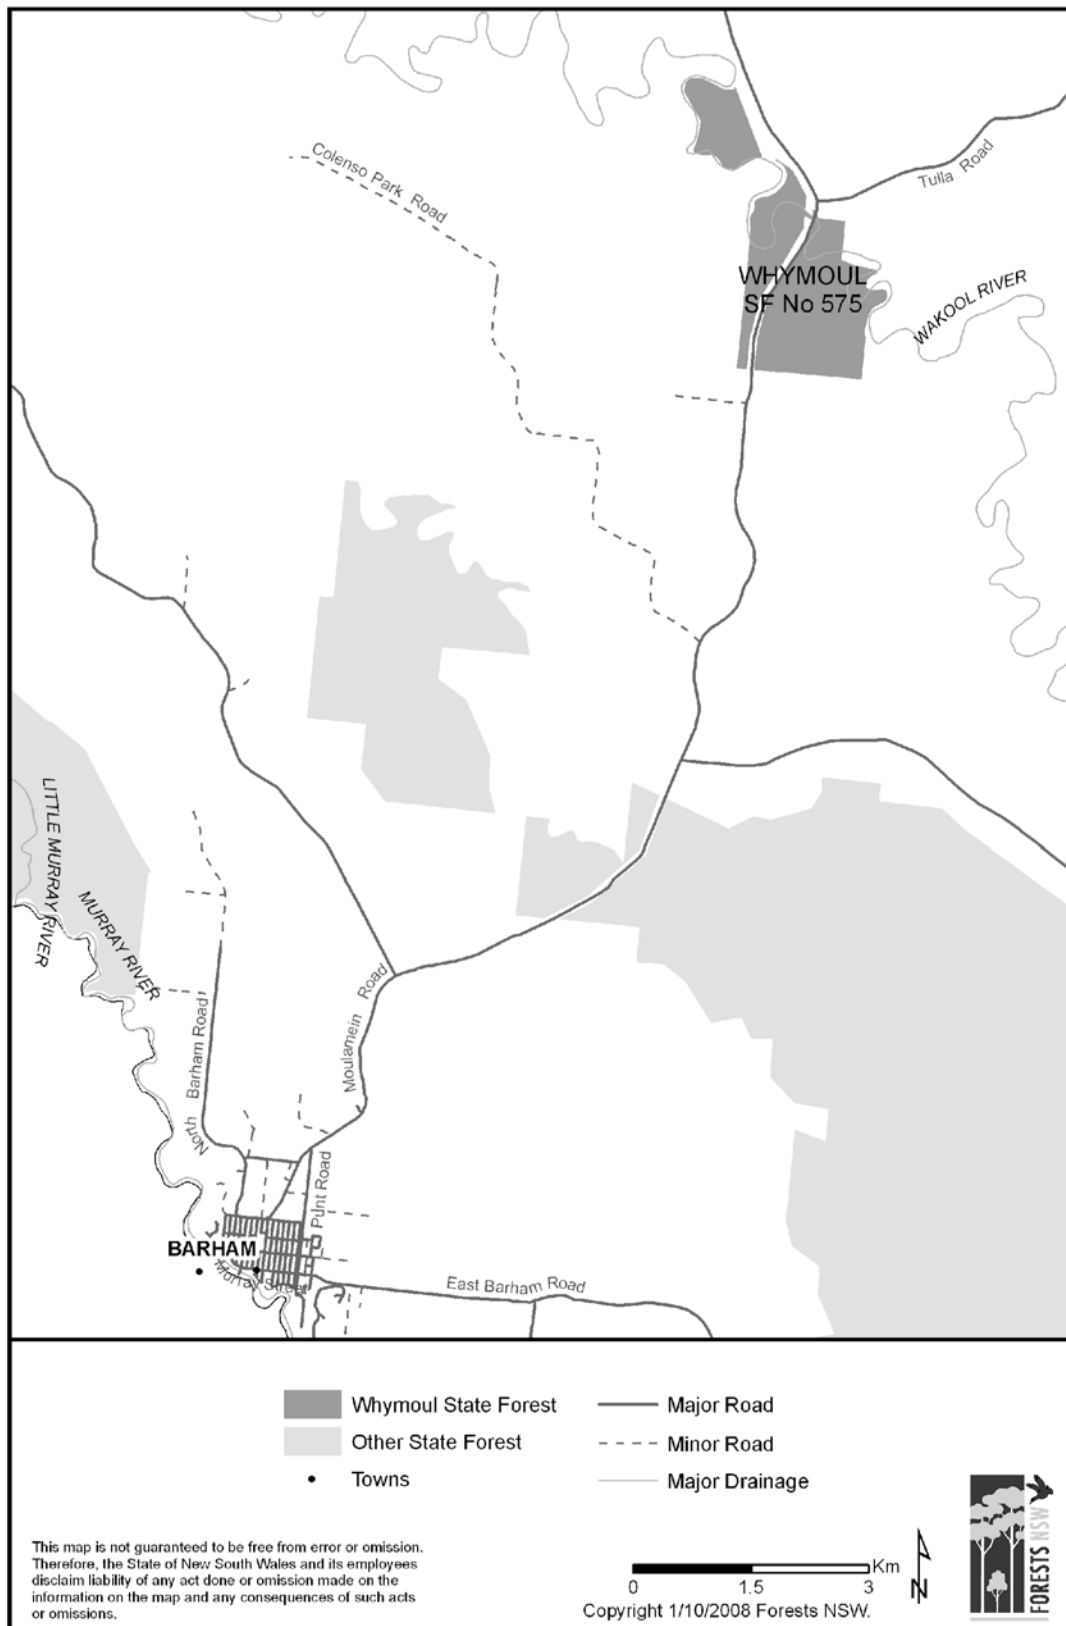 Colenso Park Road
Tulla Road
WHYMOUL
SF No 575
WAKOOL RIVER
LITTLE MURRAY RIVER
RIVER
MURRAY RIVER
North Barham Road
Moulamein Road
Punt Road
BARHAM
Murray Street
East Barham Road
Whymoul State Forest
Other State Forest
Towns
Major Road
Minor Road
Major Drainage
This map is not guaranteed to be free from error or omission.
Therefore, the State of New South Wales and its employees
disclaim liability of any act done or omission made on the
information on the map and any consequences of such acts
or omissions.
Km
0 1.5 3
Copyright 1/10/2008 Forests NSW.
N
FORESTS NSW